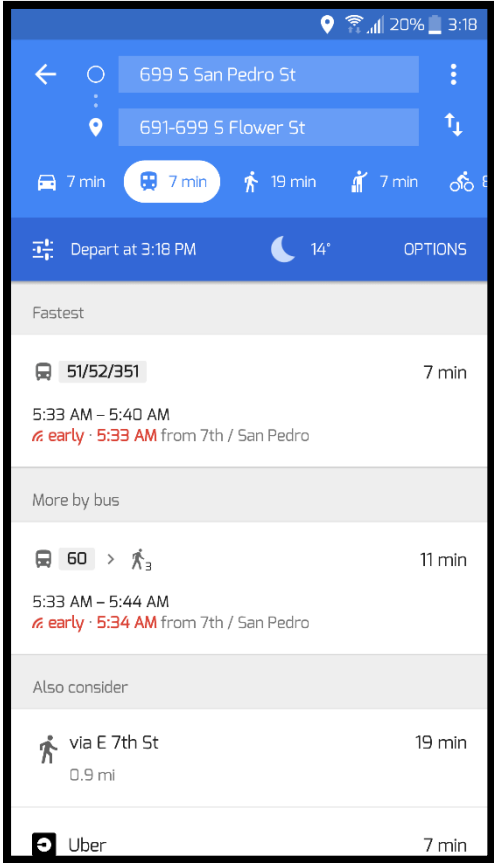 20% 3:18
699 S San Pedro St
691-699 S Flower St
7 min 7 min 19 min 7 min
Depart at 3:18 PM 14° OPTIONS
Fastest
51/52/351 7 min
5:33 AM – 5:40 AM
early · 5:33 AM from 7th / San Pedro
More by bus
60 > 3 11 min
5:33 AM – 5:44 AM
early · 5:34 AM from 7th / San Pedro
Also consider
via E 7th St 19 min
0.9 mi
Uber 7 min